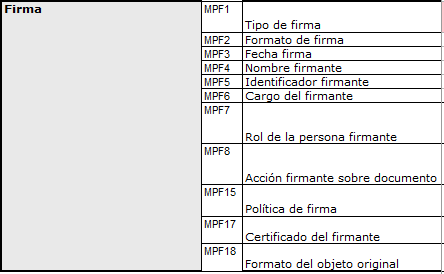 Firma
MPF1
Tipo de firma
MPF2 Formato de firma
MPF3 Fecha firma
MPF4 Nombre firmante
MPF5 Identificador firmante
MPF6 Cargo del firmante
MPF7
Rol de la persona firmante
MPF8
Acción firmante sobre documento
MPF15
Política de firma
MPF17
Certificado del firmante
MPF18
Formato del objeto original